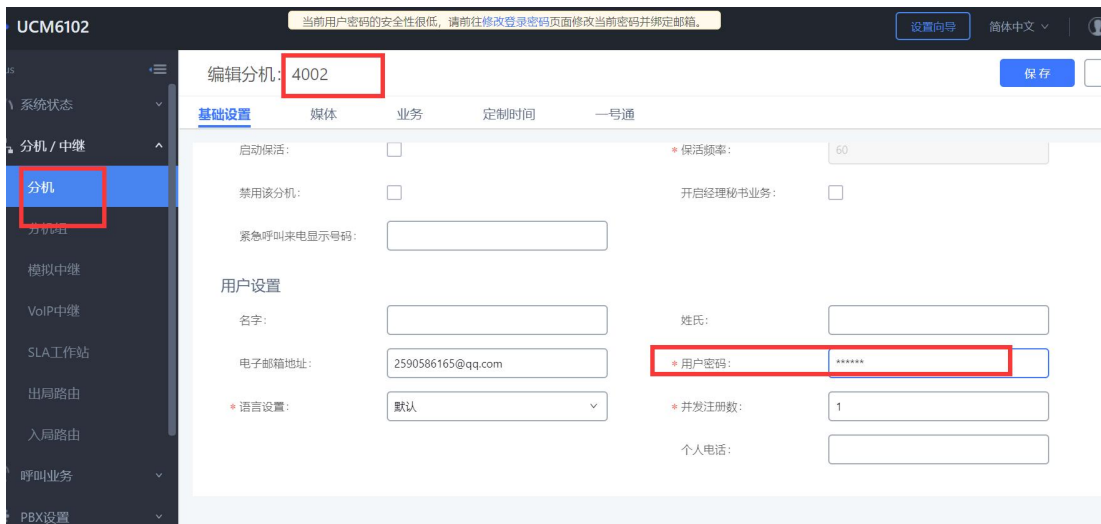 UCM6102
当前用户密码的安全性很低，请前往修改登录密码页面修改当前密码并绑定邮箱。
设置向导
简体中文
编辑分机: 4002
保存
基础设置 媒体 业务 定制时间 一号通
系统状态
分机 / 中继
分机
分机组
模拟中继
VoIP中继
SLA工作站
出局路由
入局路由
呼叫业务
PBX设置
启动保活:
* 保活频率: 60
禁用该分机:
开启经理秘书业务:
紧急呼叫来电显示号码:
用户设置
名字:
姓氏:
电子邮箱地址: 2590586165@qq.com
* 用户密码: ******
* 语言设置: 默认
* 并发注册数: 1
个人电话: